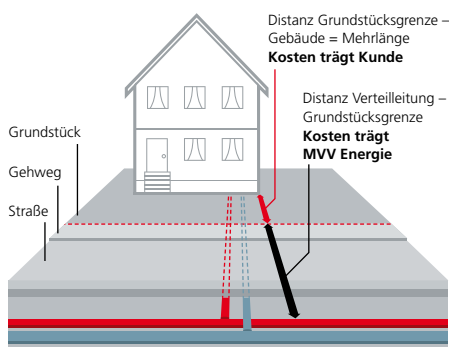 Distanz Grundstücksgrenze –
Gebäude = Mehrlänge
Kosten trägt Kunde
Distanz Verteilleitung –
Grundstücksgrenze
Kosten trägt
MVV Energie
Grundstück
Gehweg
Straße